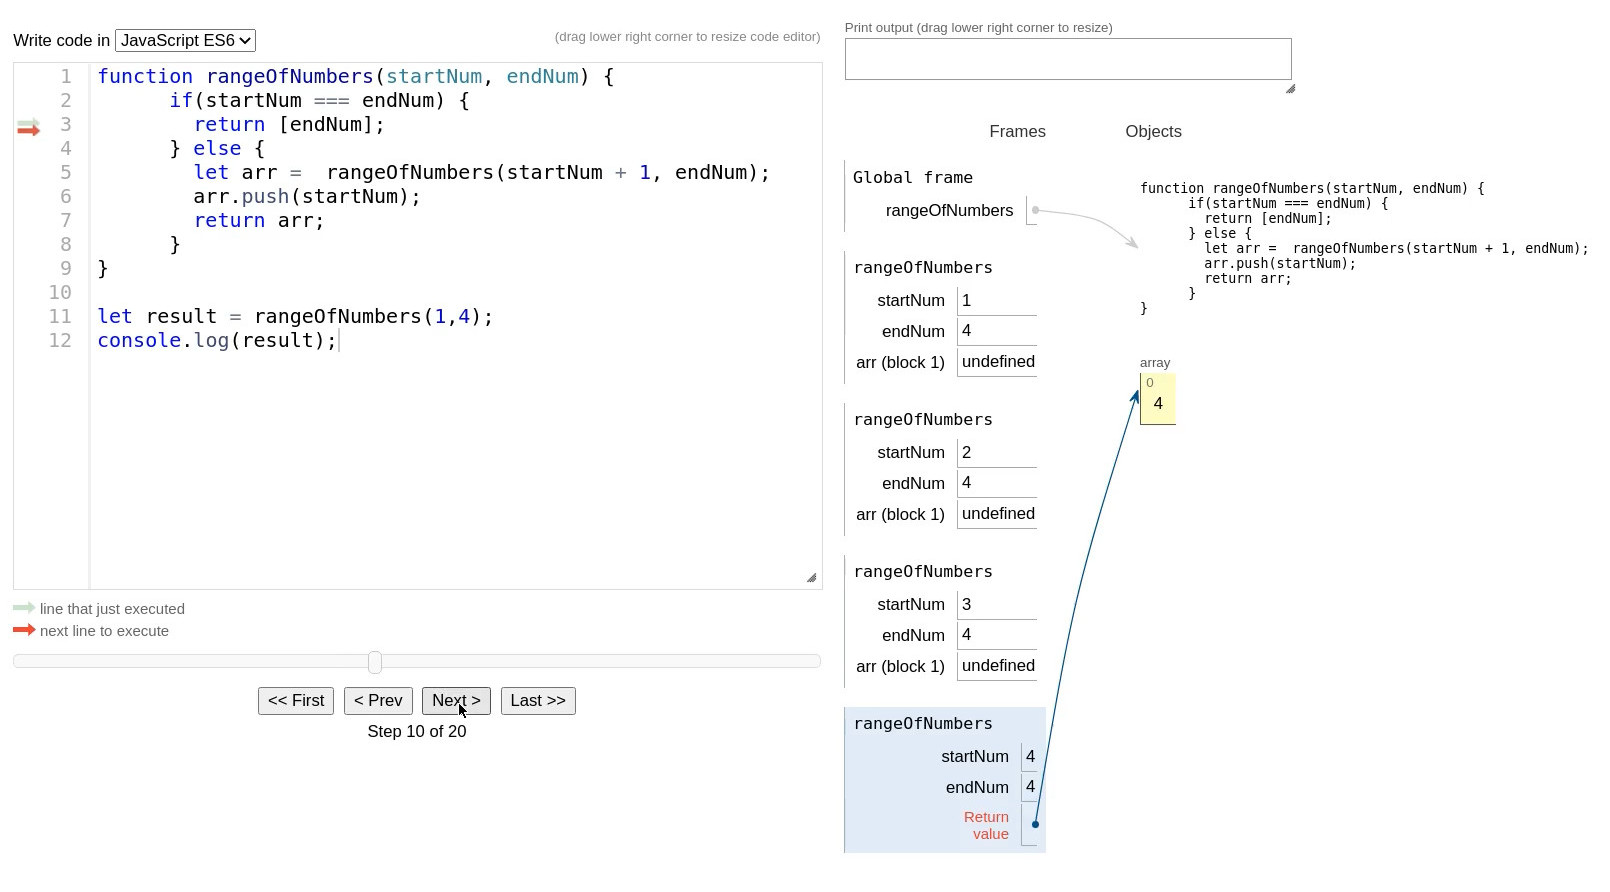 Write code in JavaScript ES6
(drag lower right corner to resize code editor)
1 function rangeOfNumbers(startNum, endNum) {
2 if(startNum === endNum) {
3 return [endNum];
4 } else {
5 let arr =  rangeOfNumbers(startNum + 1, endNum);
6 arr.push(startNum);
7 return arr;
8 }
9 }
10
11 let result = rangeOfNumbers(1,4);
12 console.log(result);
line that just executed
next line to execute
<< First < Prev Next > Last >>
Step 10 of 20
Print output (drag lower right corner to resize)
Frames Objects
Global frame
rangeOfNumbers
function rangeOfNumbers(startNum, endNum) {
if(startNum === endNum) {
return [endNum];
} else {
let arr =  rangeOfNumbers(startNum + 1, endNum);
arr.push(startNum);
return arr;
}
}
rangeOfNumbers
startNum 1
endNum 4
arr (block 1) undefined
array
0
4
rangeOfNumbers
startNum 2
endNum 4
arr (block 1) undefined
rangeOfNumbers
startNum 3
endNum 4
arr (block 1) undefined
rangeOfNumbers
startNum 4
endNum 4
Return
value